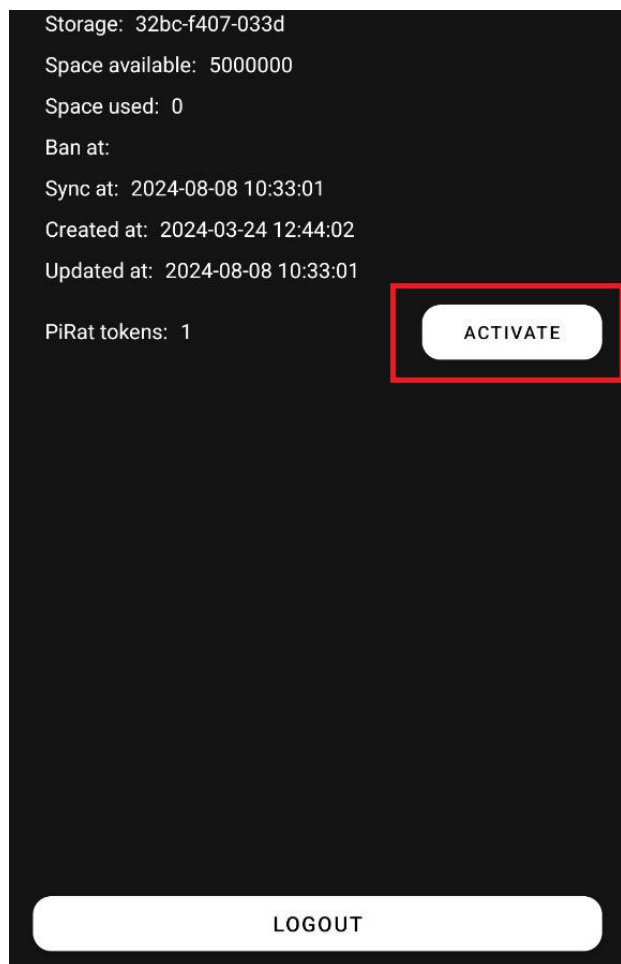 Storage: 32bc-f407-033d
Space available: 5000000
Space used: 0
Ban at:
Sync at: 2024-08-08 10:33:01
Created at: 2024-03-24 12:44:02
Updated at: 2024-08-08 10:33:01
PiRat tokens: 1 ACTIVATE
LOGOUT